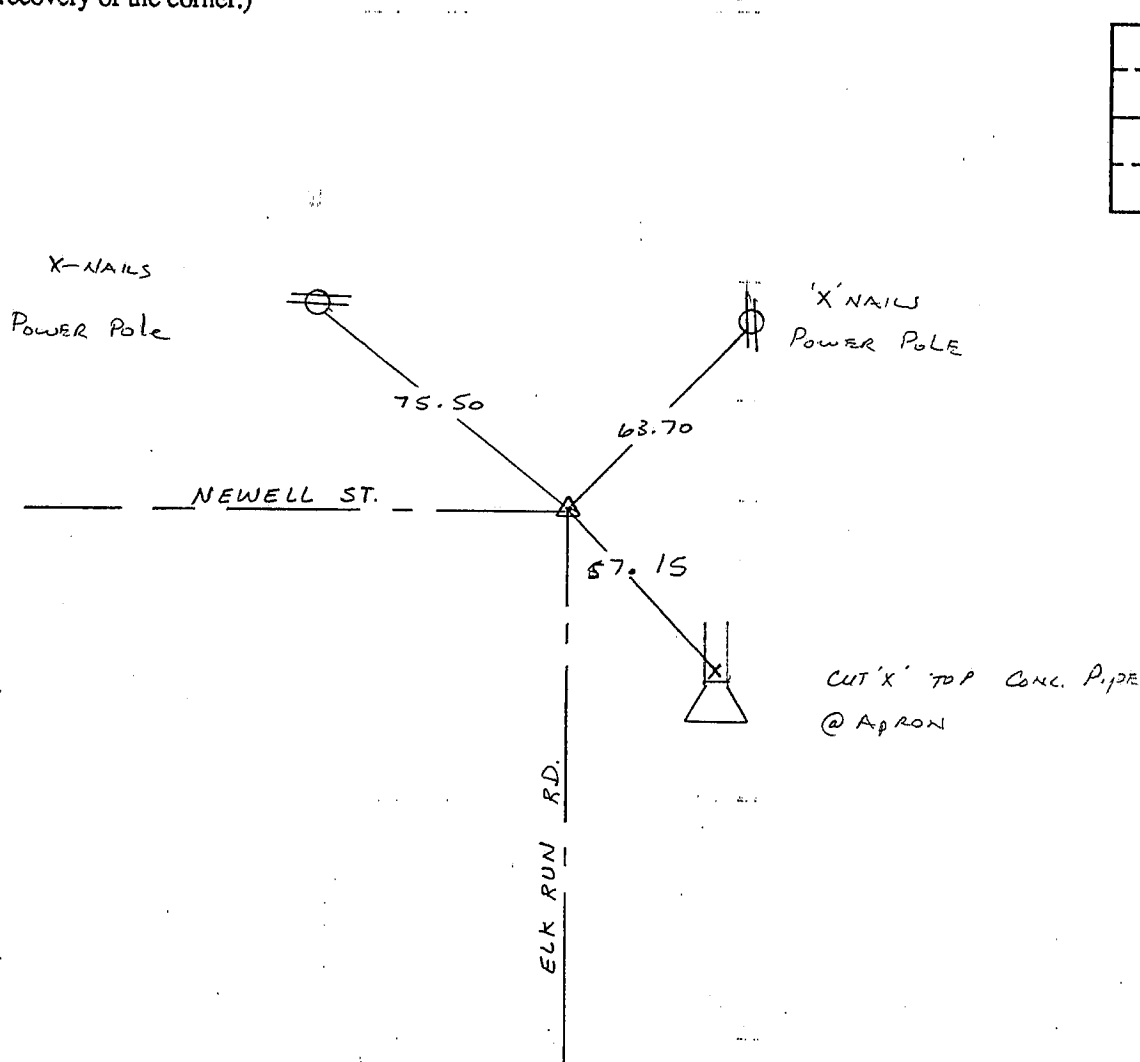 recovery of the corner.)
X-NAILS
POWER Pole
'X' NAILS
POWER POLE
75.50
63.70
NEWELL ST.
57.15
CUT 'X' TOP CONC. PIPE
@ APRON
ELK RUN RD.